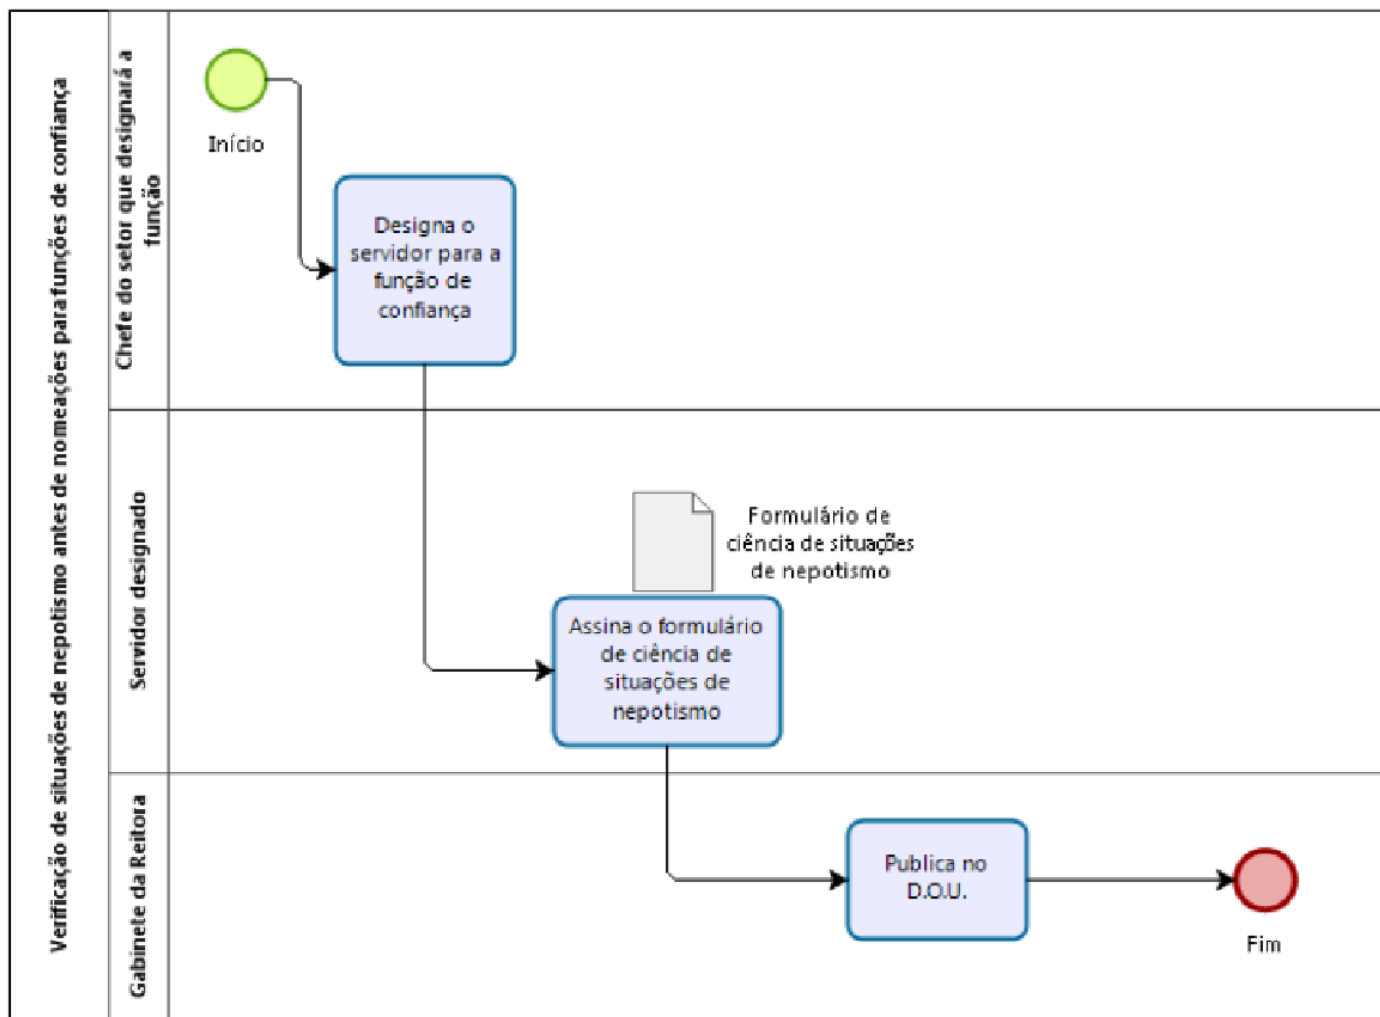 Verificação de situações de nepotismo antes de nomeações parafunções de confiança
Chefe do setor que designará a
função
Início
Designa o
servidor para a
função de
confiança
Servidor designado
Formulário de
ciência de situações
de nepotismo
Assina o formulário
de ciência de
situações de
nepotismo
Gabinete da Reitora
Publica no
D.O.U.
Fim